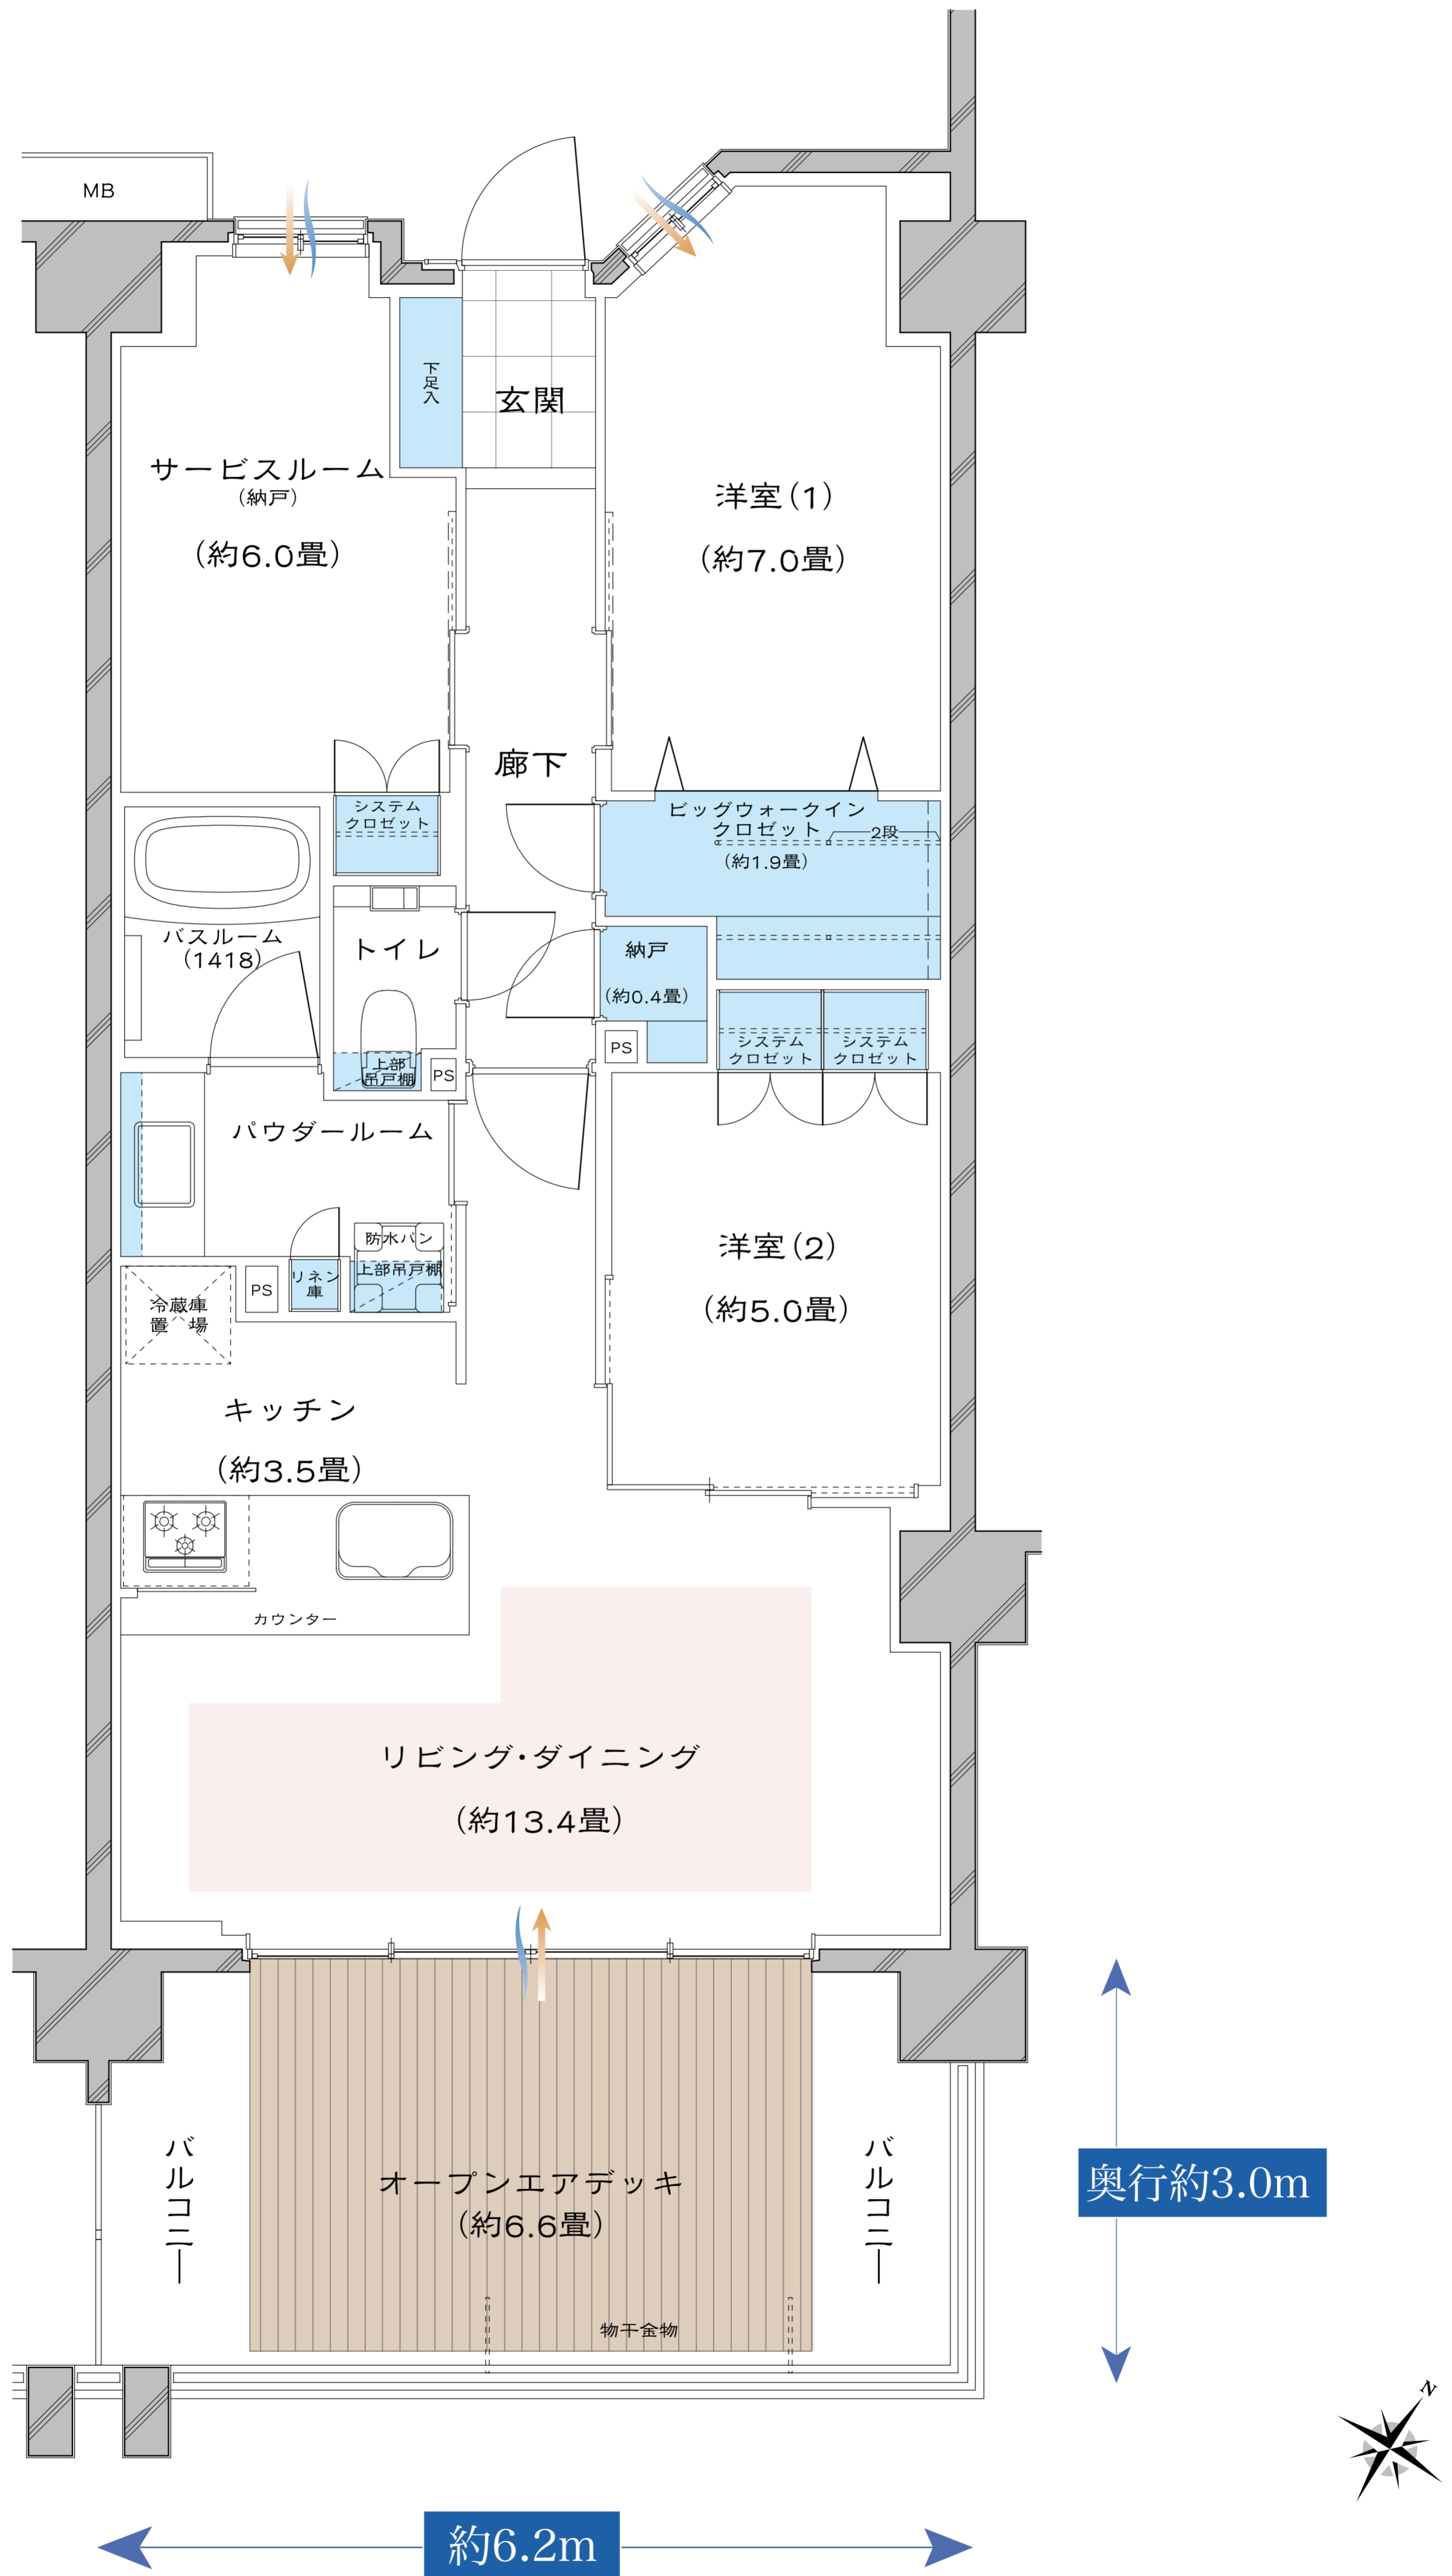 MB
下足入
玄関
サービスルーム
(納戸)
(約6.0畳)
洋室(1)
(約7.0畳)
廊下
システム
クロゼット
ビッグウォークイン
クロゼット
2段
(約1.9畳)
バスルーム
(1418)
トイレ
納戸
(約0.4畳)
PS
システム
クロゼット
システム
クロゼット
上部
吊戸棚
PS
パウダールーム
防水パン
上部吊戸棚
リネン
庫
PS
冷蔵庫
置 場
洋室(2)
(約5.0畳)
キッチン
(約3.5畳)
カウンター
リビング・ダイニング
(約13.4畳)
バルコニー
オープンエアデッキ
(約6.6畳)
バルコニー
物干金物
奥行約3.0m
N
約6.2m